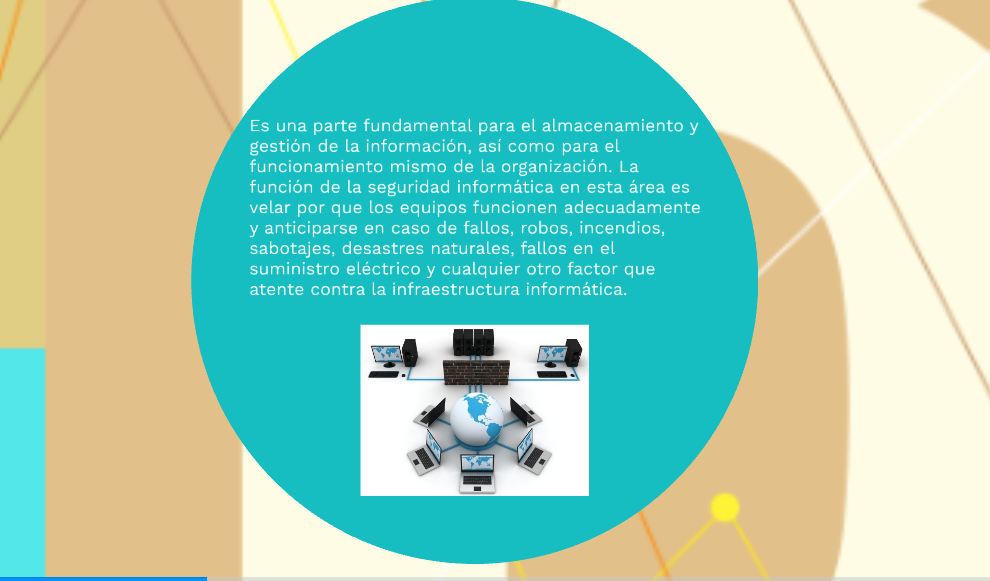 Es una parte fundamental para el almacenamiento y
gestión de la información, así como para el
funcionamiento mismo de la organización. La
función de la seguridad informática en esta área es
velar por que los equipos funcionen adecuadamente
y anticiparse en caso de fallos, robos, incendios,
sabotajes, desastres naturales, fallos en el
suministro eléctrico y cualquier otro factor que
atente contra la infraestructura informática.